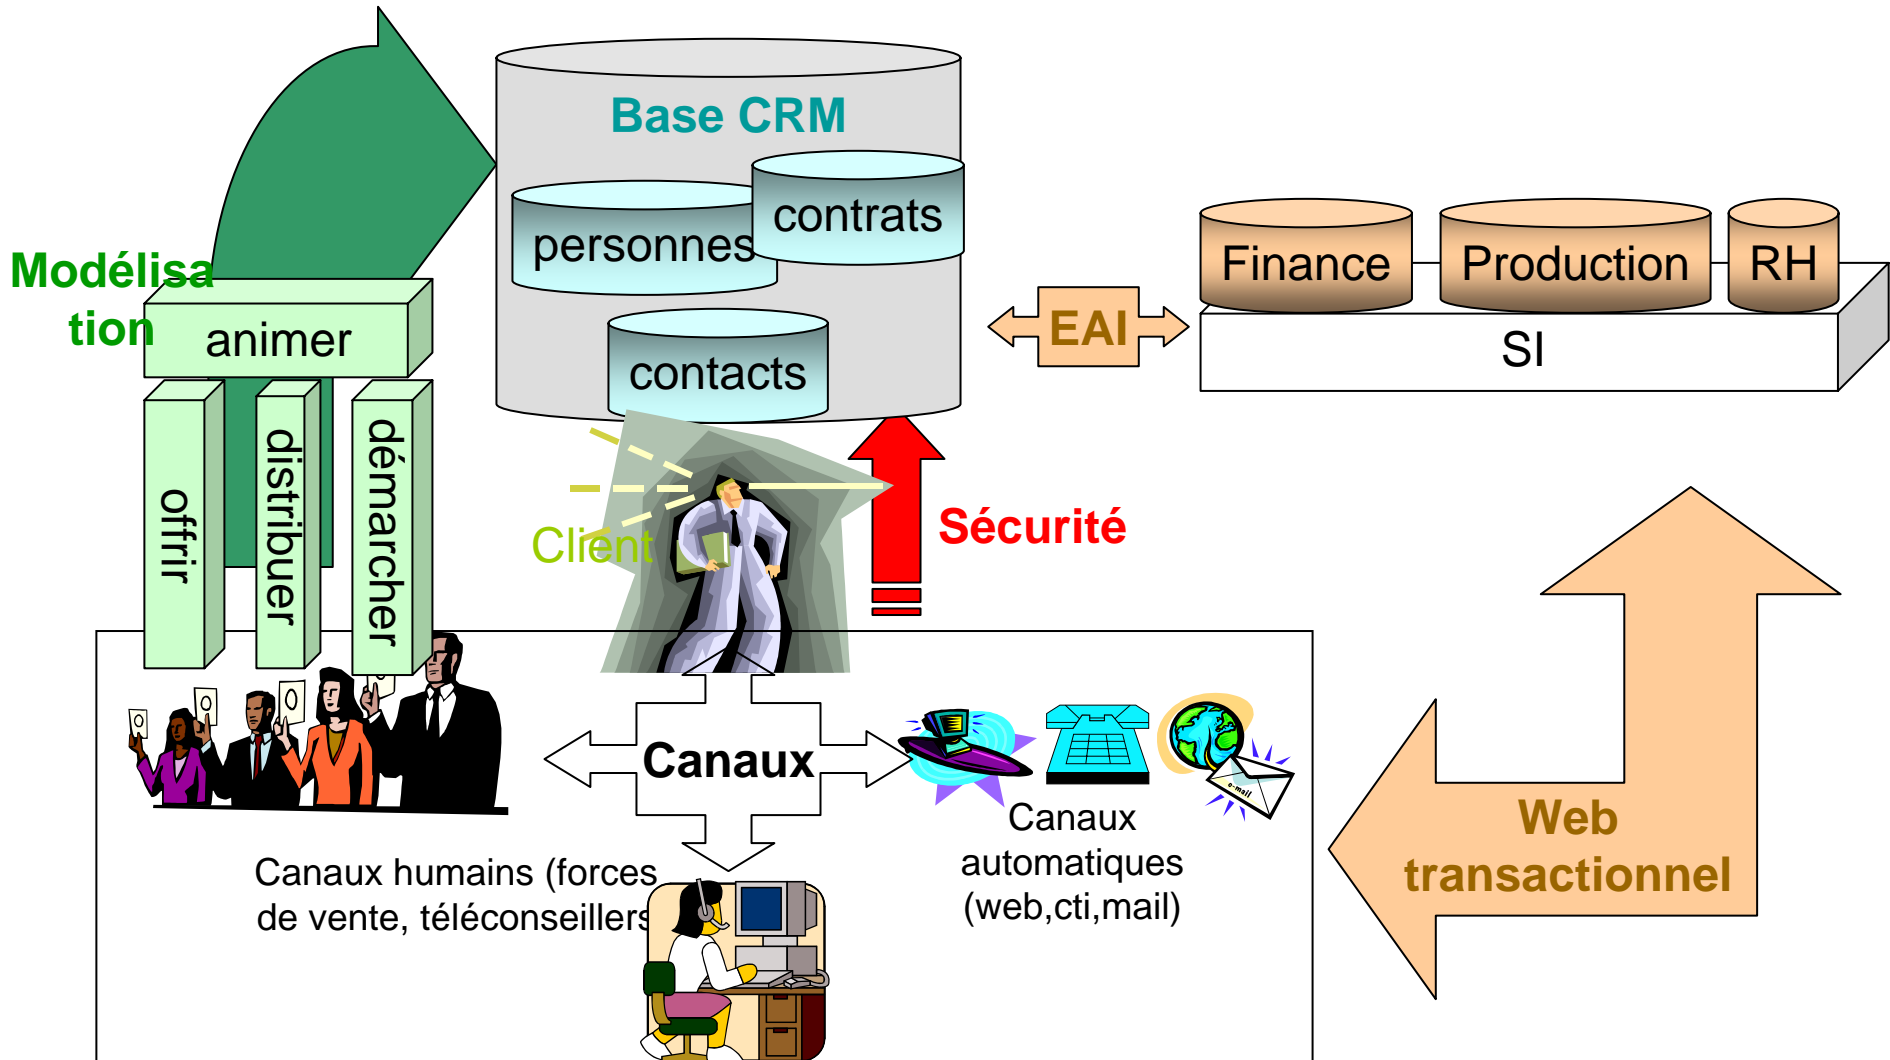 Base CRM
contrats
personnes
contacts
Modélisa
tion
animer
offrir
distribuer
démarcher
Finance
Production
RH
SI
EAI
Client
Sécurité
Canaux
Canaux humains (forces
de vente, téléconseillers
Canaux
automatiques
(web,cti,mail)
e-mail
Web
transactionnel